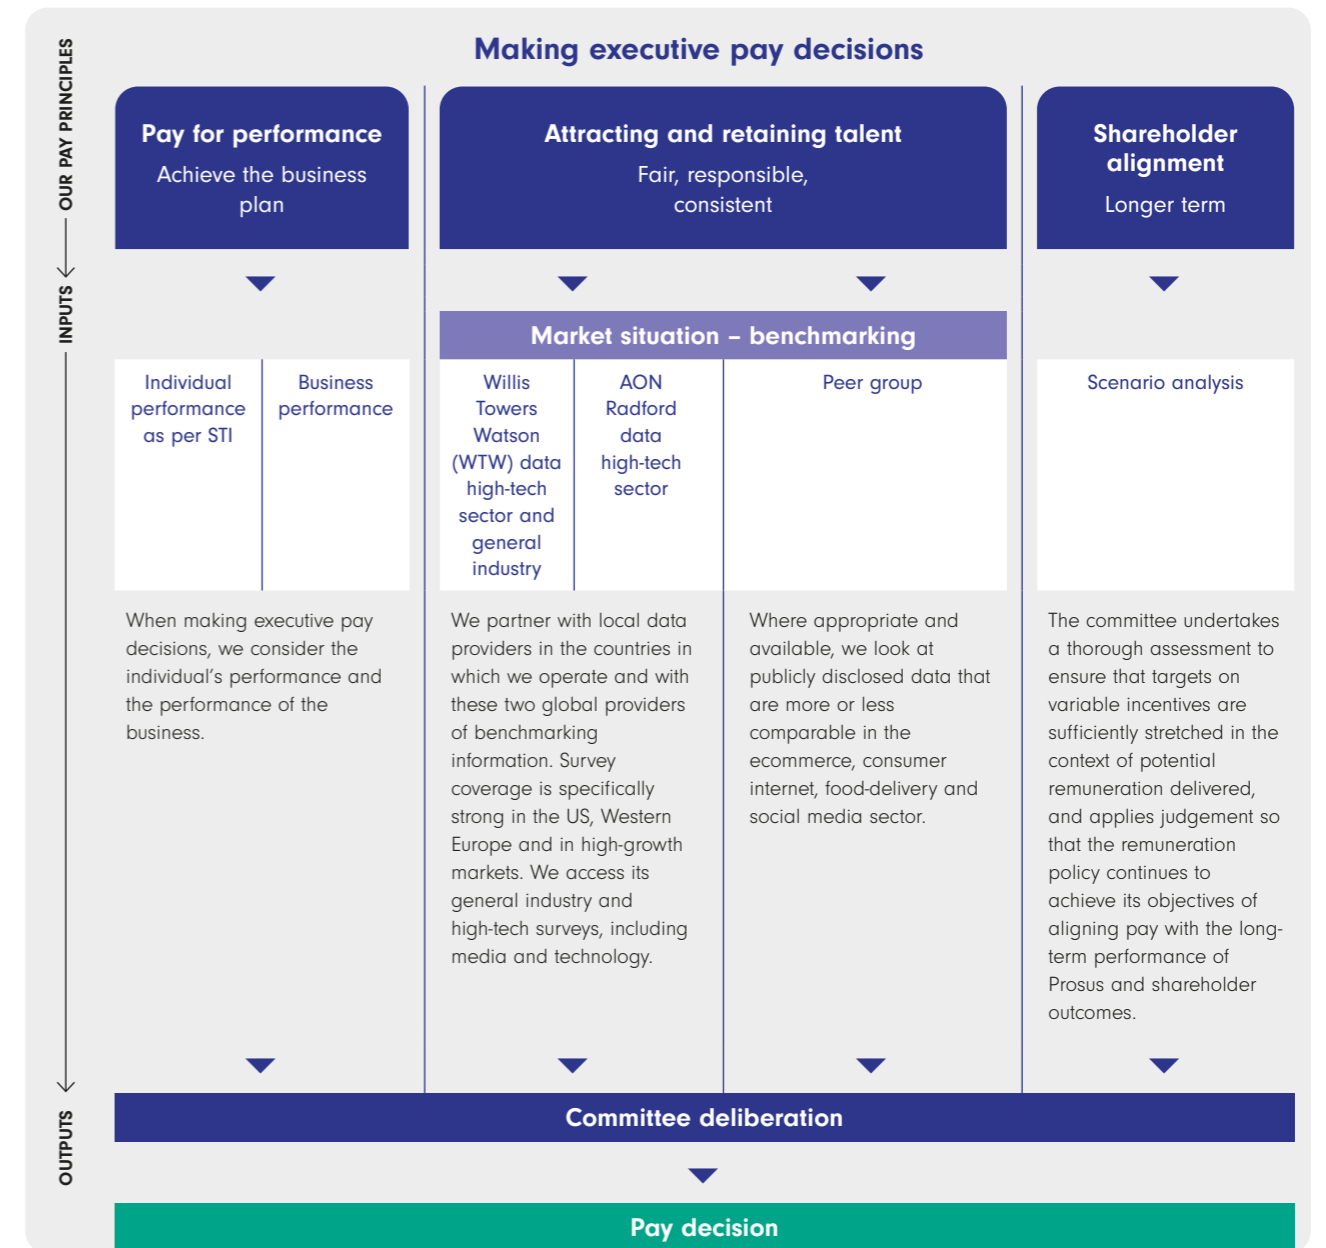 Making executive pay decisions
OUR PAY PRINCIPLES
Pay for performance
Achieve the business
plan
Attracting and retaining talent
Fair, responsible,
consistent
Shareholder
alignment
Longer term
INPUTS
Market situation – benchmarking
Individual
performance
as per STI
Business
performance
Willis
Towers
Watson
(WTW) data
high-tech
sector and
general
industry
AON
Radford
data
high-tech
sector
Peer group
Scenario analysis
When making executive pay
decisions, we consider the
individual’s performance and
the performance of the
business.
We partner with local data
providers in the countries in
which we operate and with
these two global providers
of benchmarking
information. Survey
coverage is specifically
strong in the US, Western
Europe and in high-growth
markets. We access its
general industry and
high-tech surveys, including
media and technology.
Where appropriate and
available, we look at
publicly disclosed data that
are more or less
comparable in the
ecommerce, consumer
internet, food-delivery and
social media sector.
The committee undertakes
a thorough assessment to
ensure that targets on
variable incentives are
sufficiently stretched in the
context of potential
remuneration delivered,
and applies judgement so
that the remuneration
policy continues to
achieve its objectives of
aligning pay with the long-
term performance of
Prosus and shareholder
outcomes.
OUTPUTS
Committee deliberation
Pay decision